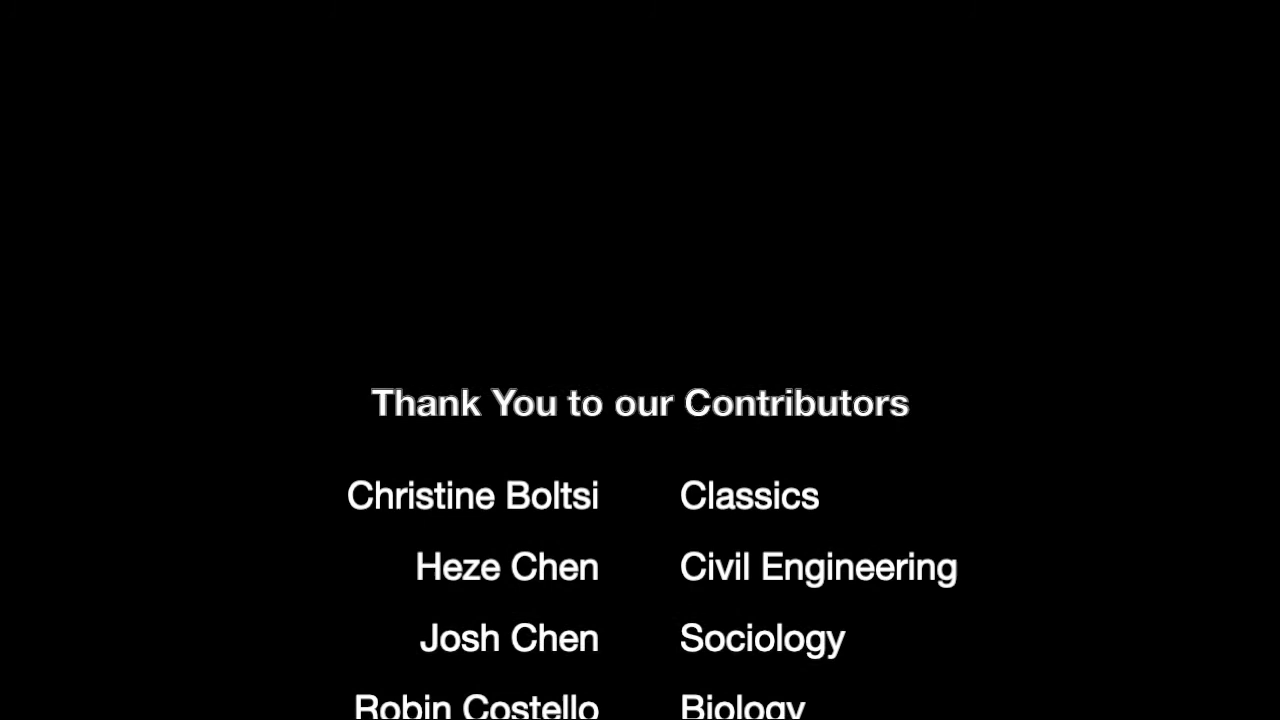 Thank You to our Contributors
Christine Boltsi Classics
Heze Chen Civil Engineering
Josh Chen Sociology
Robin Costello Biology